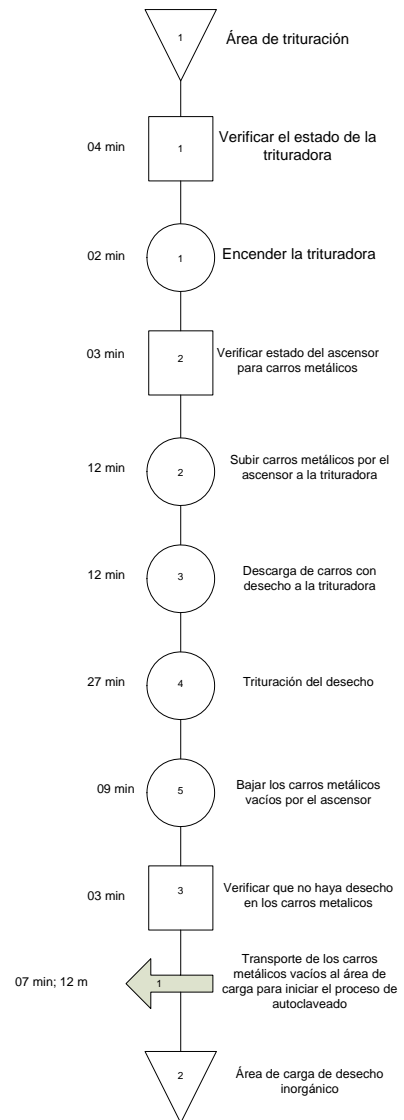 1
Área de trituración
04 min
1
Verificar el estado de la
trituradora
02 min
1
Encender la trituradora
03 min
2
Verificar estado del ascensor
para carros metálicos
12 min
2
Subir carros metálicos por el
ascensor a la trituradora
12 min
3
Descarga de carros con
desecho a la trituradora
27 min
4
Trituración del desecho
09 min
5
Bajar los carros metálicos
vacíos por el ascensor
03 min
3
Verificar que no haya desecho
en los carros metalicos
07 min; 12 m
1
Transporte de los carros
metálicos vacíos al área de
carga para iniciar el proceso de
autoclaveado
2
Área de carga de desecho
inorgánico